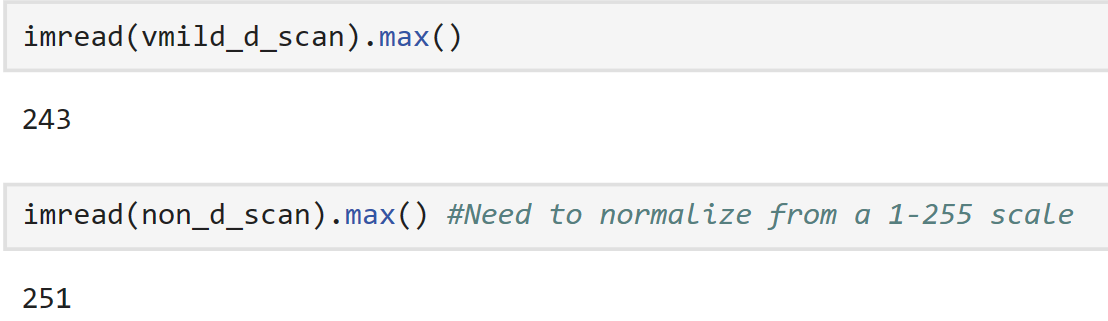 imread(vmild_d_scan).max()
243
imread(non_d_scan).max() #Need to normalize from a 1-255 scale
251